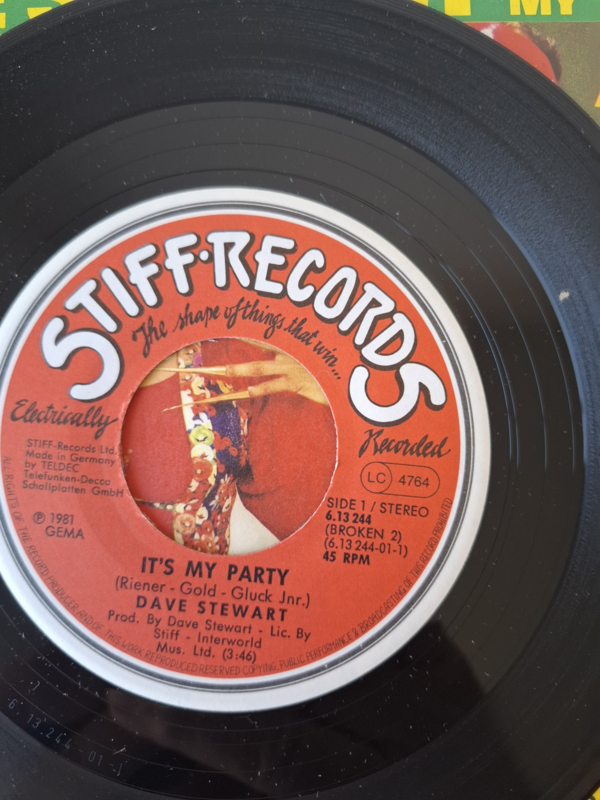 MY
STIFF·RECORDS
The shape of things that win...
Electrically
Recorded
STIFF-Records Ltd.
Made in Germany
by TELDEC
Telefunken-Decca
Schallplatten GmbH
LC 4764
℗ 1981
GEMA
SIDE 1 / STEREO
6.13 244
(BROKEN 2)
(6.13 244-01-1)
45 RPM
IT'S MY PARTY
(Riener - Gold - Gluck Jnr.)
DAVE STEWART
Prod. By Dave Stewart - Lic. By
Stiff - Interworld
Mus. Ltd. (3:46)
ALL RIGHTS OF THE RECORD PRODUCER AND OF THIS WORK REPRODUCED RESERVED COPYING, PUBLIC PERFORMANCE & BROADCASTING OF THIS RECORD PROHIBITED
6 13.244-01-1